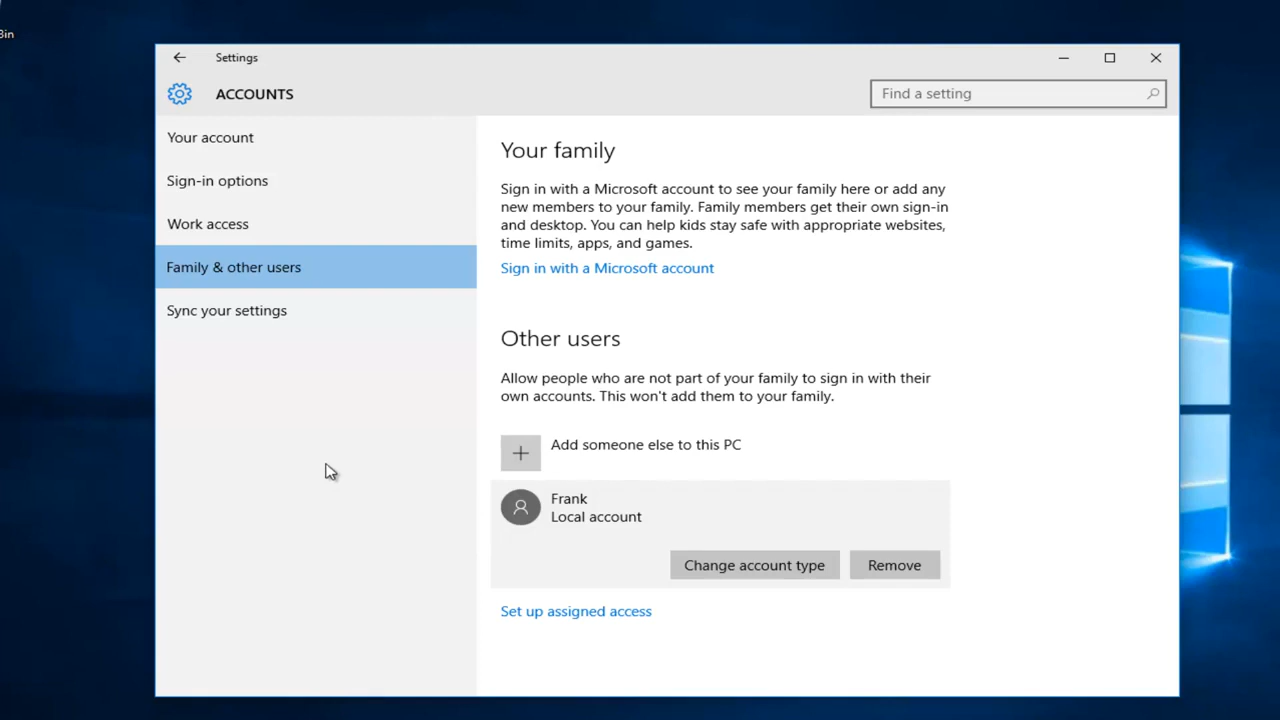 Bin
Settings
ACCOUNTS
Find a setting
Your account
Sign-in options
Work access
Family & other users
Sync your settings
Your family
Sign in with a Microsoft account to see your family here or add any
new members to your family. Family members get their own sign-in
and desktop. You can help kids stay safe with appropriate websites,
time limits, apps, and games.
Sign in with a Microsoft account
Other users
Allow people who are not part of your family to sign in with their
own accounts. This won't add them to your family.
Add someone else to this PC
Frank
Local account
Change account type
Remove
Set up assigned access